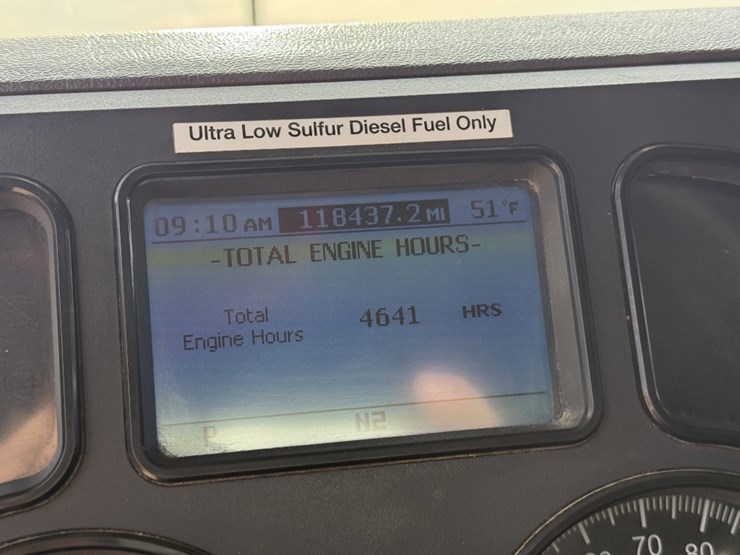 Ultra Low Sulfur Diesel Fuel Only
09:10 AM 118437.2 MI 51°F
-TOTAL ENGINE HOURS-
Total
Engine Hours 4641 HRS
P N2
70 80